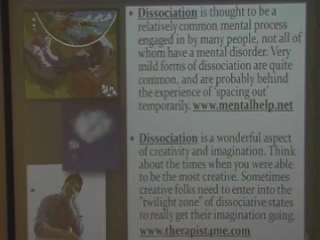 • Dissociation is thought to be a
relatively common mental process
engaged in by many people, not all of
whom have a mental disorder. Very
mild forms of dissociation are quite
common, and are probably behind
the experience of 'spacing out'
temporarily. www.mentalhelp.net
• Dissociation is a wonderful aspect
of creativity and imagination. Think
about the times when you were able
to be the most creative. Sometimes
creative folks need to enter into the
"twilight zone" of dissociative states
to really get their imagination going.
www.therapist4me.com